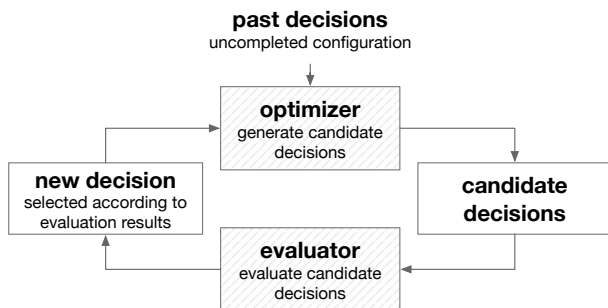 past decisions
uncompleted configuration
optimizer
generate candidate
decisions
new decision
selected according to
evaluation results
candidate
decisions
evaluator
evaluate candidate
decisions